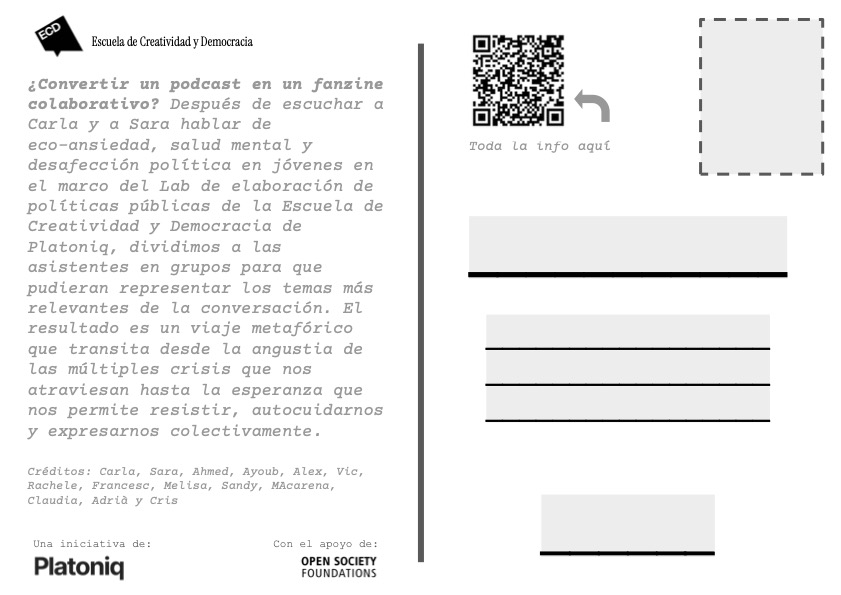 ECD
Escuela de Creatividad y Democracia
¿Convertir un podcast en un fanzine
colaborativo? Después de escuchar a
Carla y a Sara hablar de
eco-ansiedad, salud mental y
desafección política en jóvenes en
el marco del Lab de elaboración de
políticas públicas de la Escuela de
Creatividad y Democracia de
Platoniq, dividimos a las
asistentes en grupos para que
pudieran representar los temas más
relevantes de la conversación. El
resultado es un viaje metafórico
que transita desde la angustia de
las múltiples crisis que nos
atraviesan hasta la esperanza que
nos permite resistir, autocuidarnos
y expresarnos colectivamente.
Créditos: Carla, Sara, Ahmed, Ayoub, Alex, Vic,
Rachele, Francesc, Melisa, Sandy, MAcarena,
Claudia, Adrià y Cris
Una iniciativa de:
Platoniq
Con el apoyo de:
OPEN SOCIETY
FOUNDATIONS
Toda la info aquí